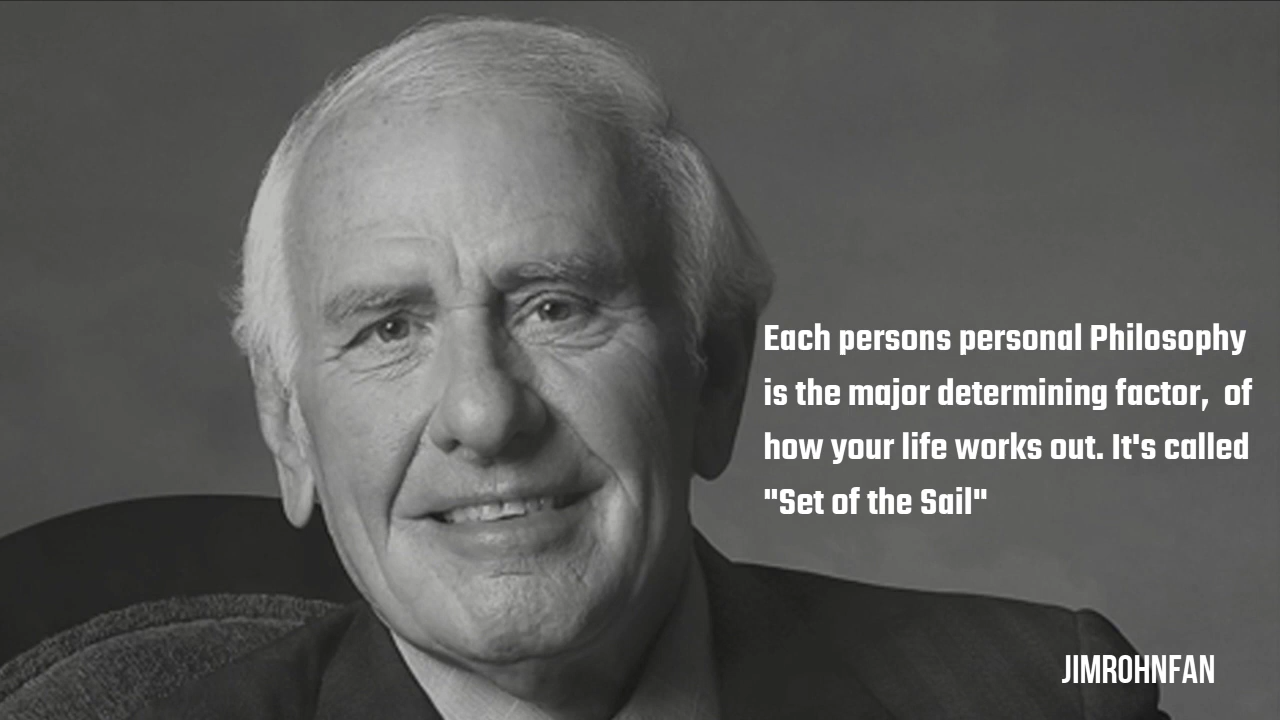 Each persons personal Philosophy
is the major determining factor,  of
how your life works out. It's called
"Set of the Sail"
JIMROHNFAN